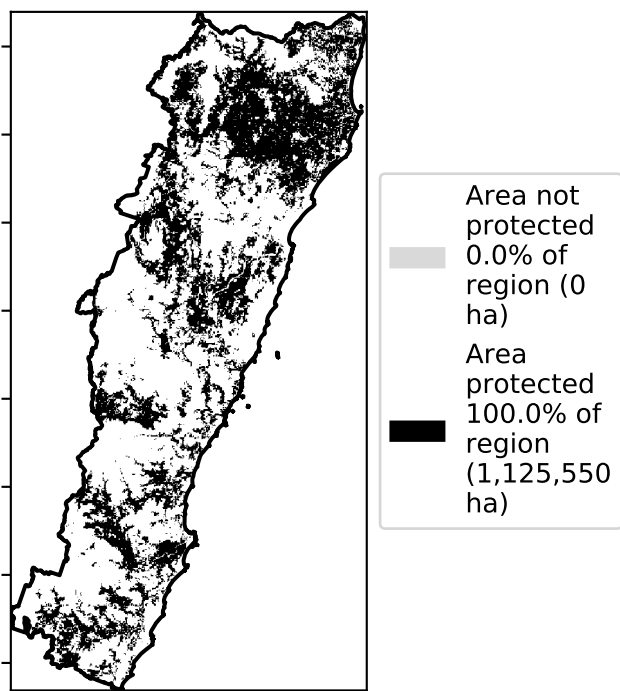 Area not
protected
0.0% of
region (0
ha)
Area
protected
100.0% of
region
(1,125,550
ha)